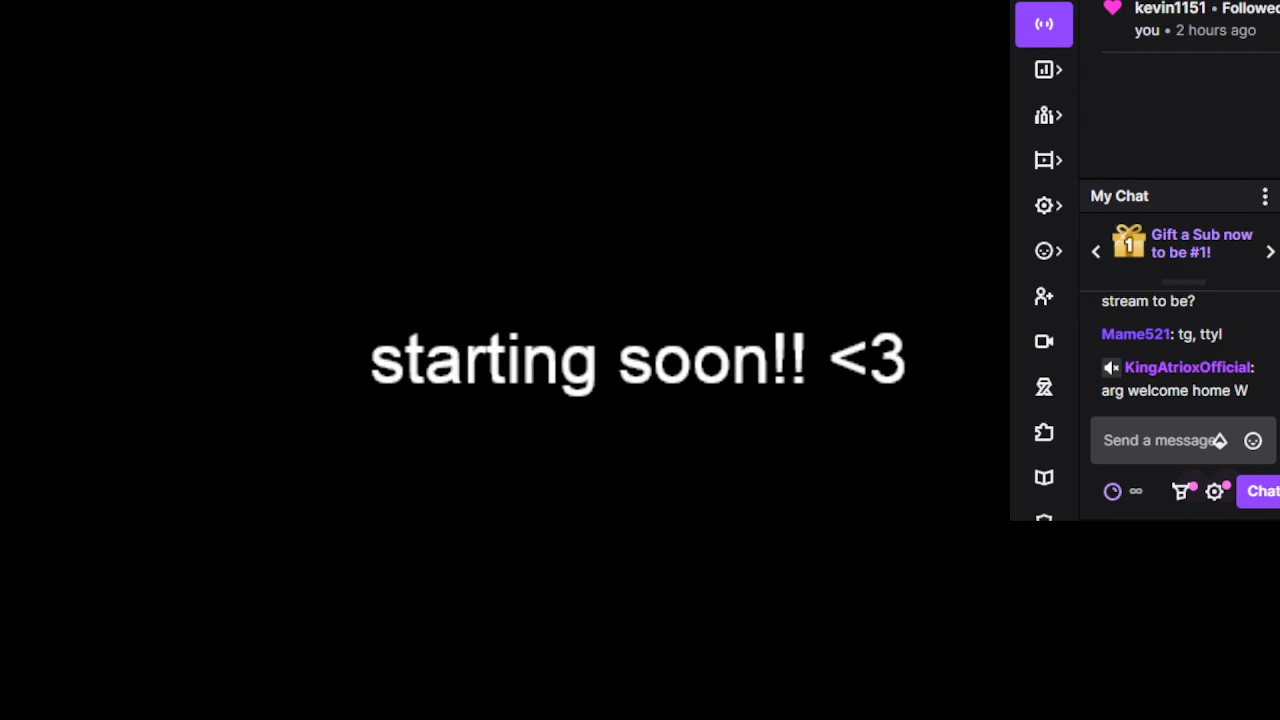 kevin1151 • Followed
you • 2 hours ago
My Chat
1
Gift a Sub now
to be #1!
stream to be?
Mame521: tg, ttyl
KingAtrioxOfficial:
arg welcome home W
Send a message
Chat
starting soon!! <3